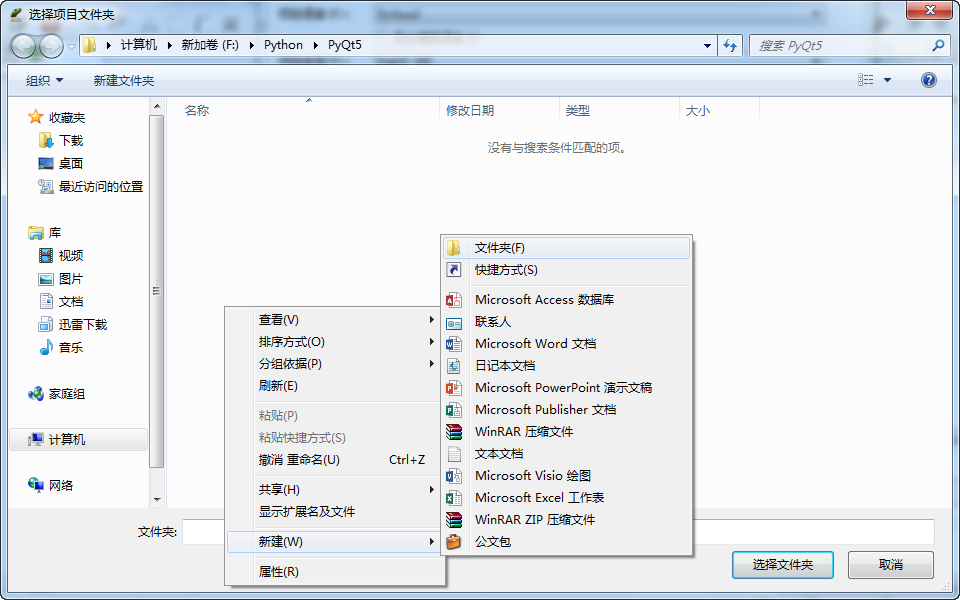 选择项目文件夹
计算机 新加卷 (F:) Python PyQt5
搜索 PyQt5
组织 新建文件夹
名称 修改日期 类型 大小
没有与搜索条件匹配的项。
收藏夹
下载
桌面
最近访问的位置
库
视频
图片
文档
迅雷下载
音乐
家庭组
计算机
网络
查看(V)
排序方式(O)
分组依据(P)
刷新(E)
粘贴(P)
粘贴快捷方式(S)
撤消 重命名(U) Ctrl+Z
共享(H)
显示扩展名及文件
新建(W)
属性(R)
文件夹(F)
快捷方式(S)
Microsoft Access 数据库
联系人
Microsoft Word 文档
日记本文档
Microsoft PowerPoint 演示文稿
Microsoft Publisher 文档
WinRAR 压缩文件
文本文档
Microsoft Visio 绘图
Microsoft Excel 工作表
WinRAR ZIP 压缩文件
公文包
文件夹:
选择文件夹 取消